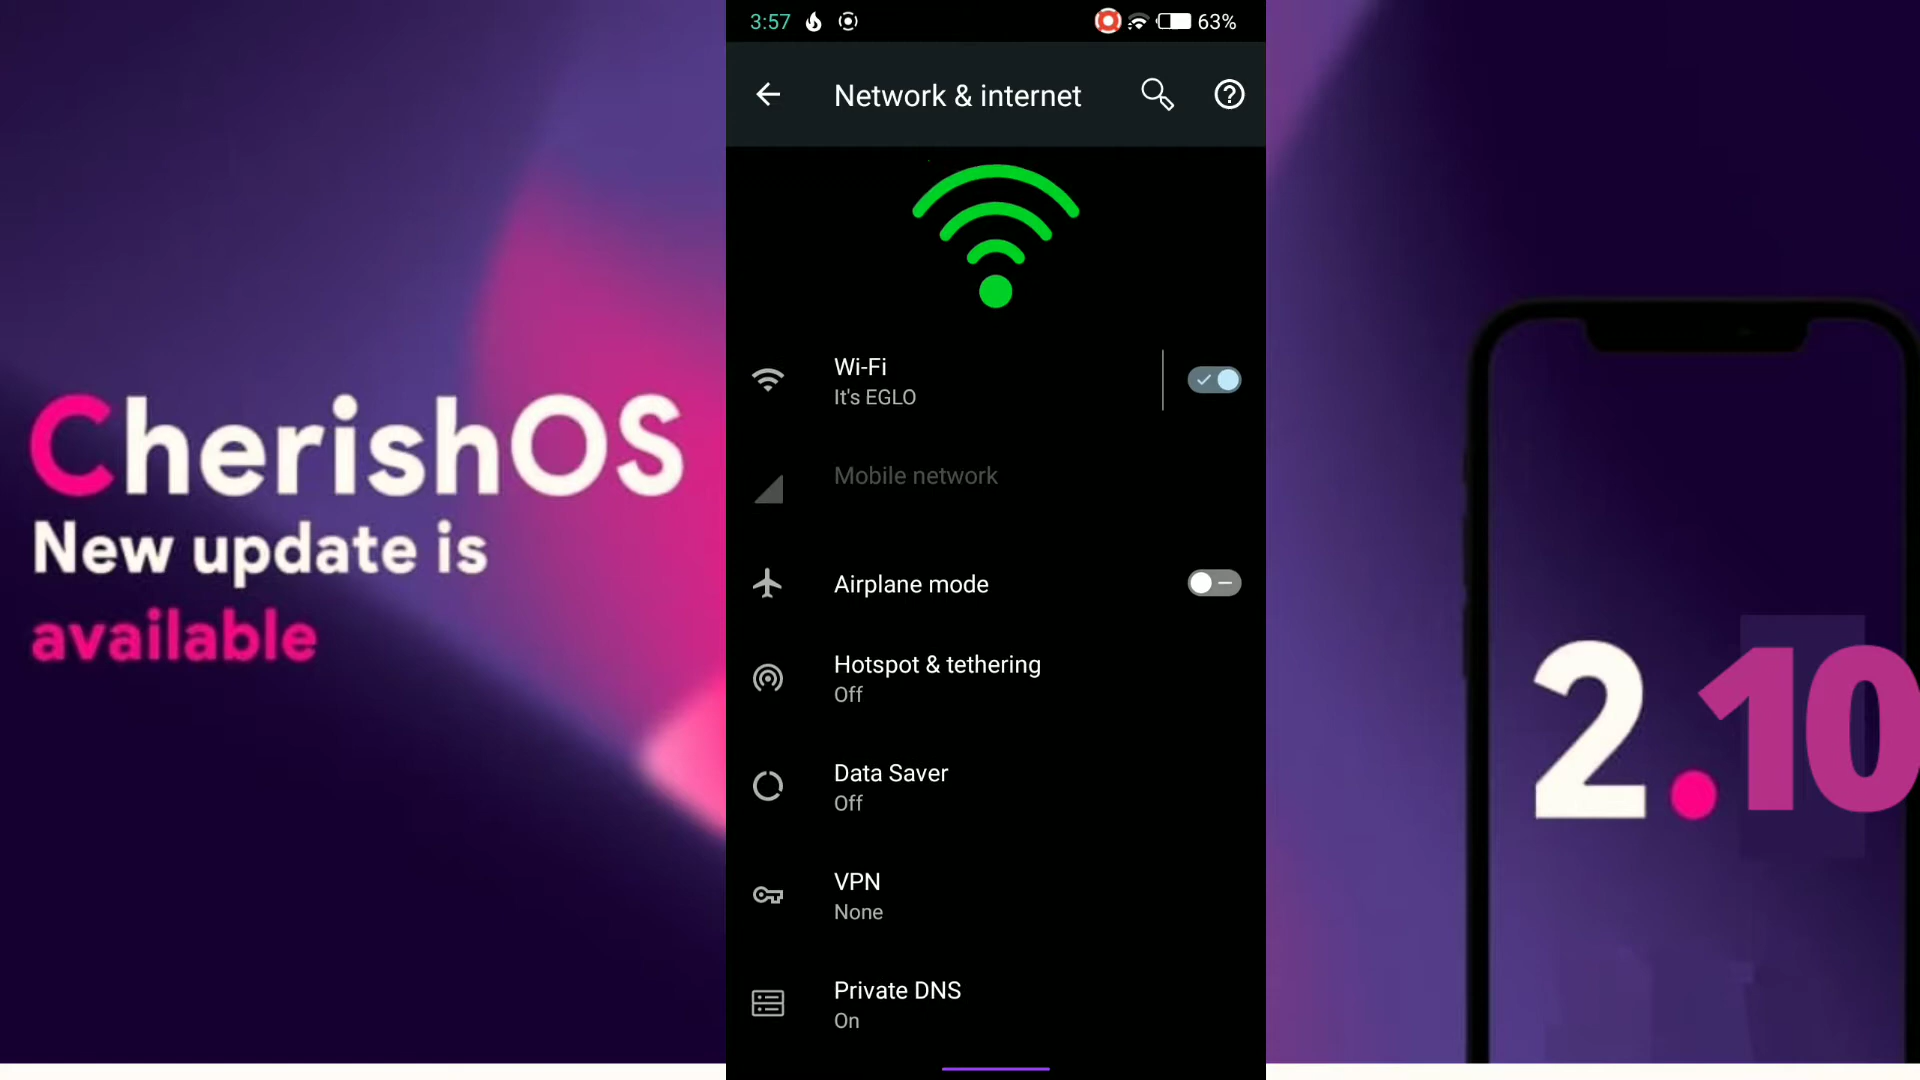 CherishOS
New update is
available
3:57
63%
Network & internet
Wi-Fi
It's EGLO
Mobile network
Airplane mode
Hotspot & tethering
Off
Data Saver
Off
VPN
None
Private DNS
On
2.10